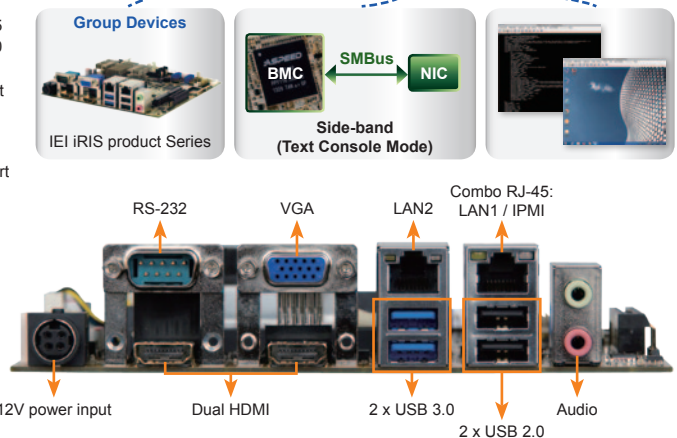 Group Devices
IEI iRIS product Series
ASPEED
BMC
SMBus
NIC
Side-band
(Text Console Mode)
RS-232
VGA
LAN2
Combo RJ-45:
LAN1 / IPMI
12V power input
Dual HDMI
2 x USB 3.0
2 x USB 2.0
Audio